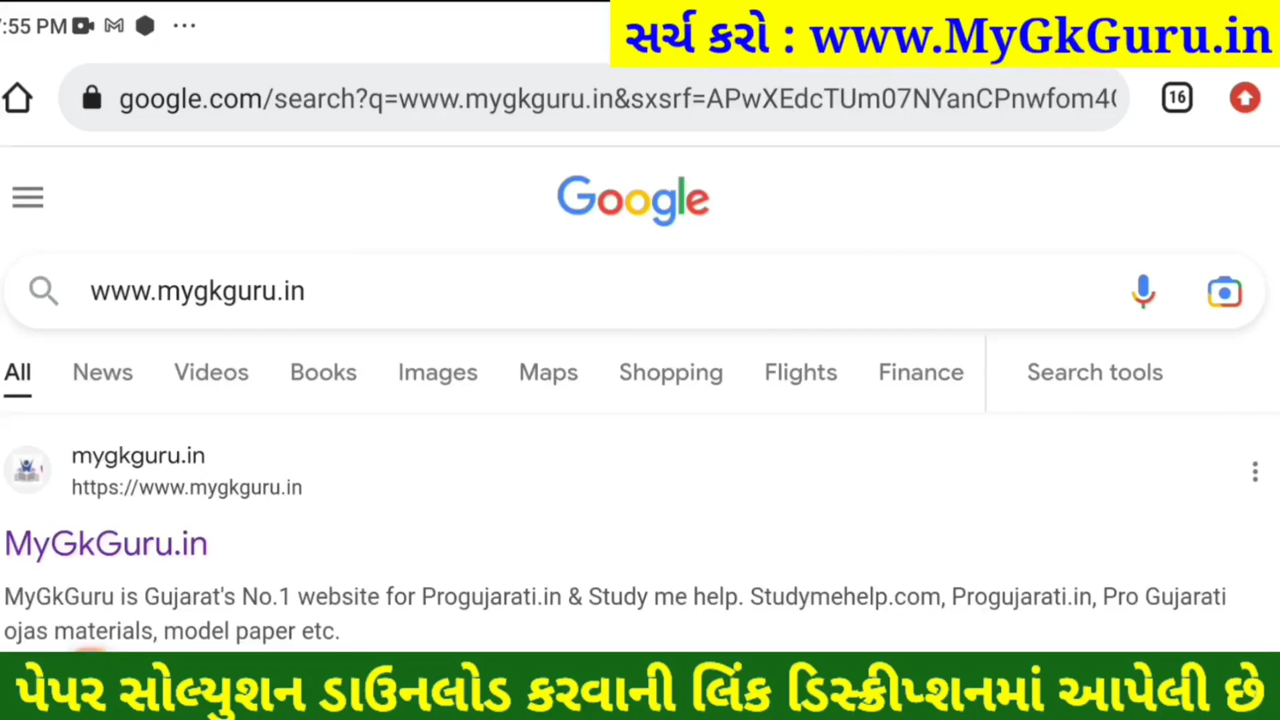 :55 PM
સર્ચ કરો : www.MyGkGuru.in
google.com/search?q=www.mygkguru.in&sxsrf=APwXEdcTUm07NYanCPnwfom4
16
Google
www.mygkguru.in
All News Videos Books Images Maps Shopping Flights Finance Search tools
mygkguru.in
https://www.mygkguru.in
MyGkGuru.in
MyGkGuru is Gujarat's No.1 website for Progujarati.in & Study me help. Studymehelp.com, Progujarati.in, Pro Gujarati
ojas materials, model paper etc.
પેપર સોલ્યુશન ડાઉનલોડ કરવાની લિંક ડિસ્ક્રીપ્શનમાં આપેલી છે